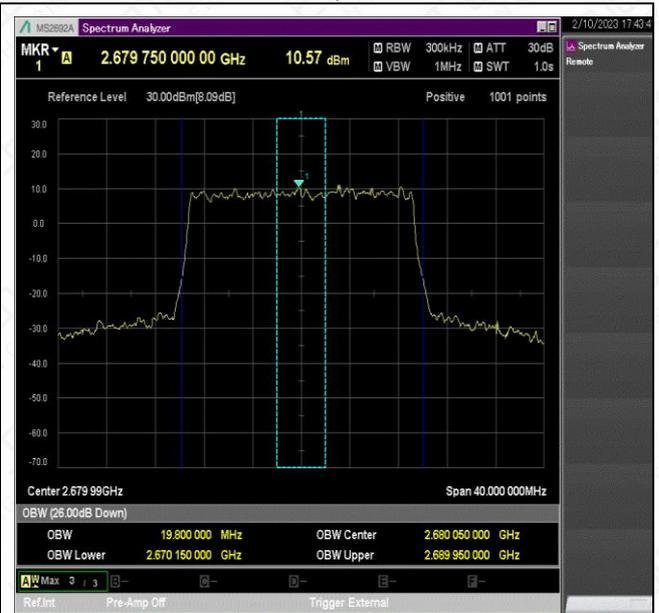 MS2692A Spectrum Analyzer 2/10/2023 17:43:4
MKR 1 A 2.679 750 000 00 GHz 10.57 dBm
M RBW 300kHz M ATT 30dB
M VBW 1MHz M SWT 1.0s
Spectrum Analyzer
Remote
Reference Level 30.00dBm[8.09dB] Positive 1001 points
1
30.0
20.0
1
10.0
0.0
-10.0
-20.0
-30.0
-40.0
-50.0
-60.0
-70.0
Center 2.679 99GHz Span 40.000 000MHz
OBW (26.00dB Down)
OBW 19.800 000 MHz OBW Center 2.680 050 000 GHz
OBW Lower 2.670 150 000 GHz OBW Upper 2.689 950 000 GHz
A W Max 3 / 3 B- C- D- E- F-
Ref.Int Pre-Amp Off Trigger External